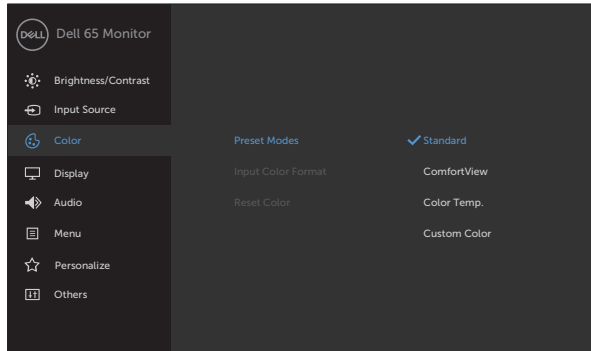 DELL Dell 65 Monitor
Brightness/Contrast
Input Source
Color Preset Modes Standard
Display Input Color Format ComfortView
Audio Reset Color Color Temp.
Menu Custom Color
Personalize
Others